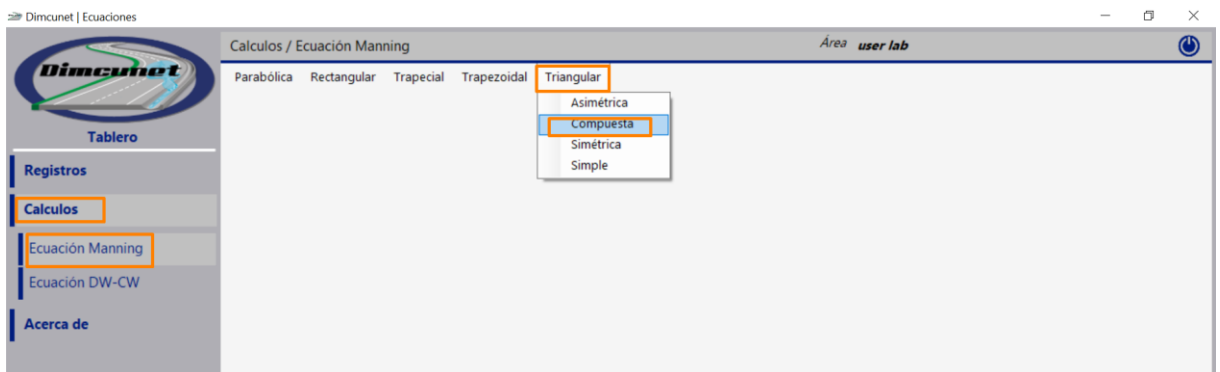 Dimcunet | Ecuaciones
Dimcunet
Calculos / Ecuación Manning
Área user lab
Parabólica Rectangular Trapecial Trapezoidal Triangular
Asimétrica
Compuesta
Simétrica
Simple
Tablero
Registros
Calculos
Ecuación Manning
Ecuación DW-CW
Acerca de